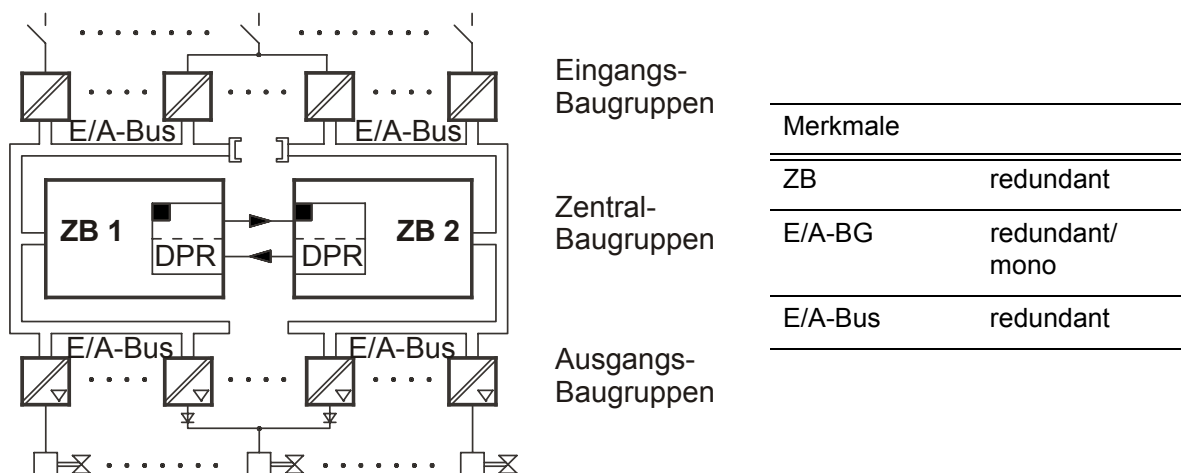 Eingangs-
Baugruppen
E/A-Bus E/A-Bus
ZB 1 DPR DPR ZB 2
Zentral-
Baugruppen
E/A-Bus E/A-Bus
Ausgangs-
Baugruppen
Merkmale
ZB redundant
E/A-BG redundant/
mono
E/A-Bus redundant